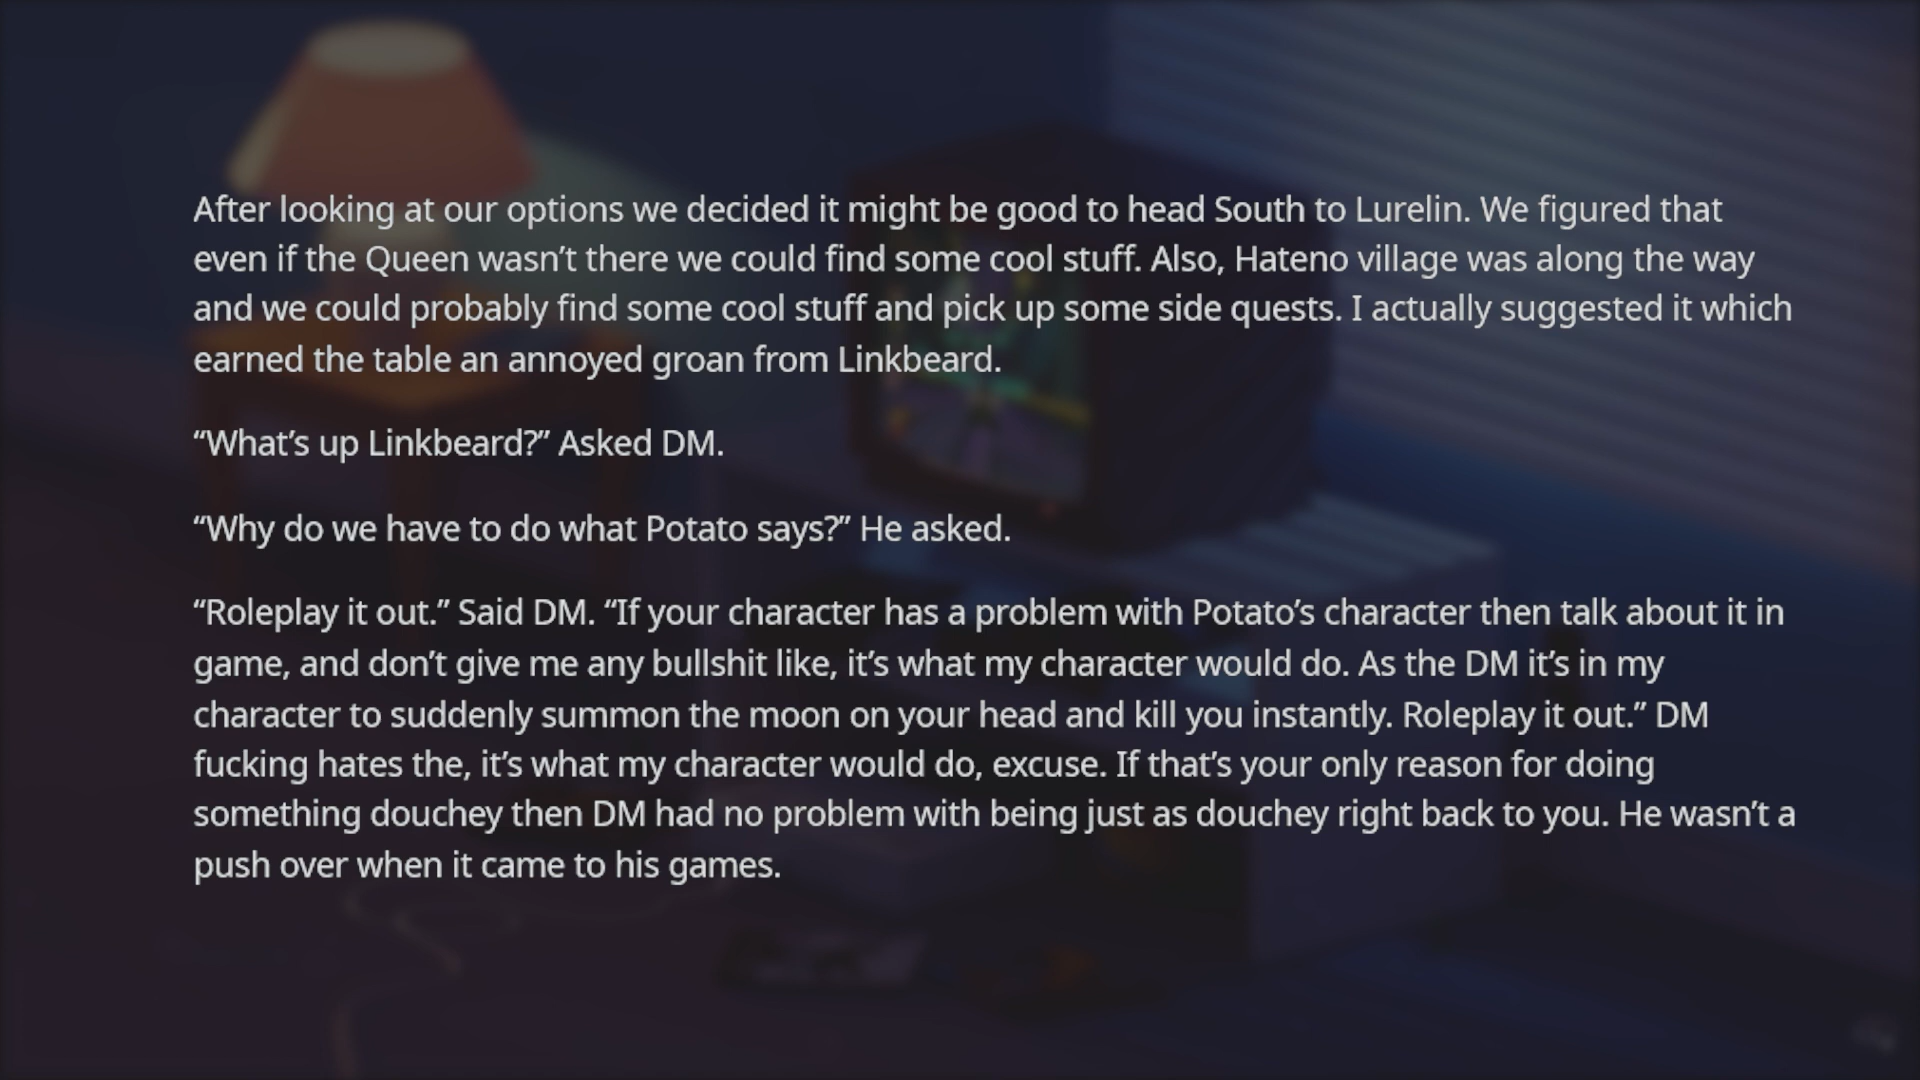 After looking at our options we decided it might be good to head South to Lurelin. We figured that
even if the Queen wasn’t there we could find some cool stuff. Also, Hateno village was along the way
and we could probably find some cool stuff and pick up some side quests. I actually suggested it which
earned the table an annoyed groan from Linkbeard.
“What’s up Linkbeard?” Asked DM.
“Why do we have to do what Potato says?” He asked.
“Roleplay it out.” Said DM. “If your character has a problem with Potato’s character then talk about it in
game, and don’t give me any bullshit like, it’s what my character would do. As the DM it’s in my
character to suddenly summon the moon on your head and kill you instantly. Roleplay it out.” DM
fucking hates the, it’s what my character would do, excuse. If that’s your only reason for doing
something douchey then DM had no problem with being just as douchey right back to you. He wasn’t a
push over when it came to his games.